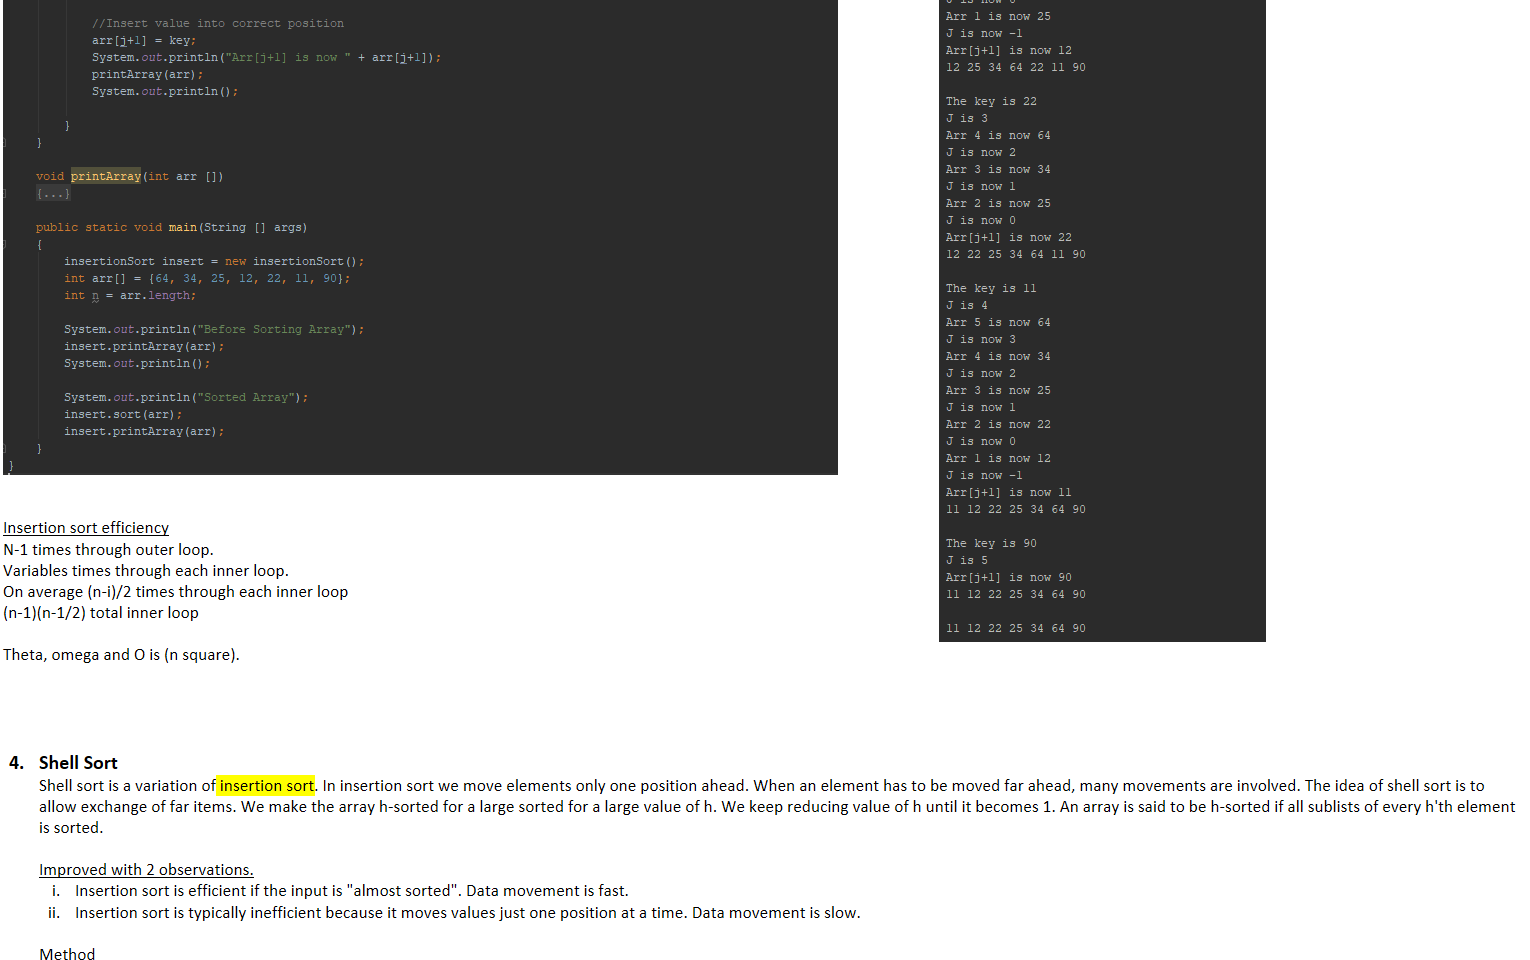 //Insert value into correct position
arr[j+1] = key;
System.out.println("Arr[j+1] is now " + arr[j+1]);
printArray(arr);
System.out.println();
}
}
void printArray(int arr [])
{...}
public static void main(String [] args)
{
insertionSort insert = new insertionSort();
int arr[] = {64, 34, 25, 12, 22, 11, 90};
int n = arr.length;
System.out.println("Before Sorting Array");
insert.printArray(arr);
System.out.println();
System.out.println("Sorted Array");
insert.sort(arr);
insert.printArray(arr);
}
}
J is now 0
Arr 1 is now 25
J is now -1
Arr[j+1] is now 12
12 25 34 64 22 11 90
The key is 22
J is 3
Arr 4 is now 64
J is now 2
Arr 3 is now 34
J is now 1
Arr 2 is now 25
J is now 0
Arr[j+1] is now 22
12 22 25 34 64 11 90
The key is 11
J is 4
Arr 5 is now 64
J is now 3
Arr 4 is now 34
J is now 2
Arr 3 is now 25
J is now 1
Arr 2 is now 22
J is now 0
Arr 1 is now 12
J is now -1
Arr[j+1] is now 11
11 12 22 25 34 64 90
The key is 90
J is 5
Arr[j+1] is now 90
11 12 22 25 34 64 90
11 12 22 25 34 64 90
Insertion sort efficiency
N-1 times through outer loop.
Variables times through each inner loop.
On average (n-i)/2 times through each inner loop
(n-1)(n-1/2) total inner loop
Theta, omega and O is (n square).
4. Shell Sort
Shell sort is a variation of insertion sort. In insertion sort we move elements only one position ahead. When an element has to be moved far ahead, many movements are involved. The idea of shell sort is to
allow exchange of far items. We make the array h-sorted for a large sorted for a large value of h. We keep reducing value of h until it becomes 1. An array is said to be h-sorted if all sublists of every h'th element
is sorted.
Improved with 2 observations.
i. Insertion sort is efficient if the input is "almost sorted". Data movement is fast.
ii. Insertion sort is typically inefficient because it moves values just one position at a time. Data movement is slow.
Method